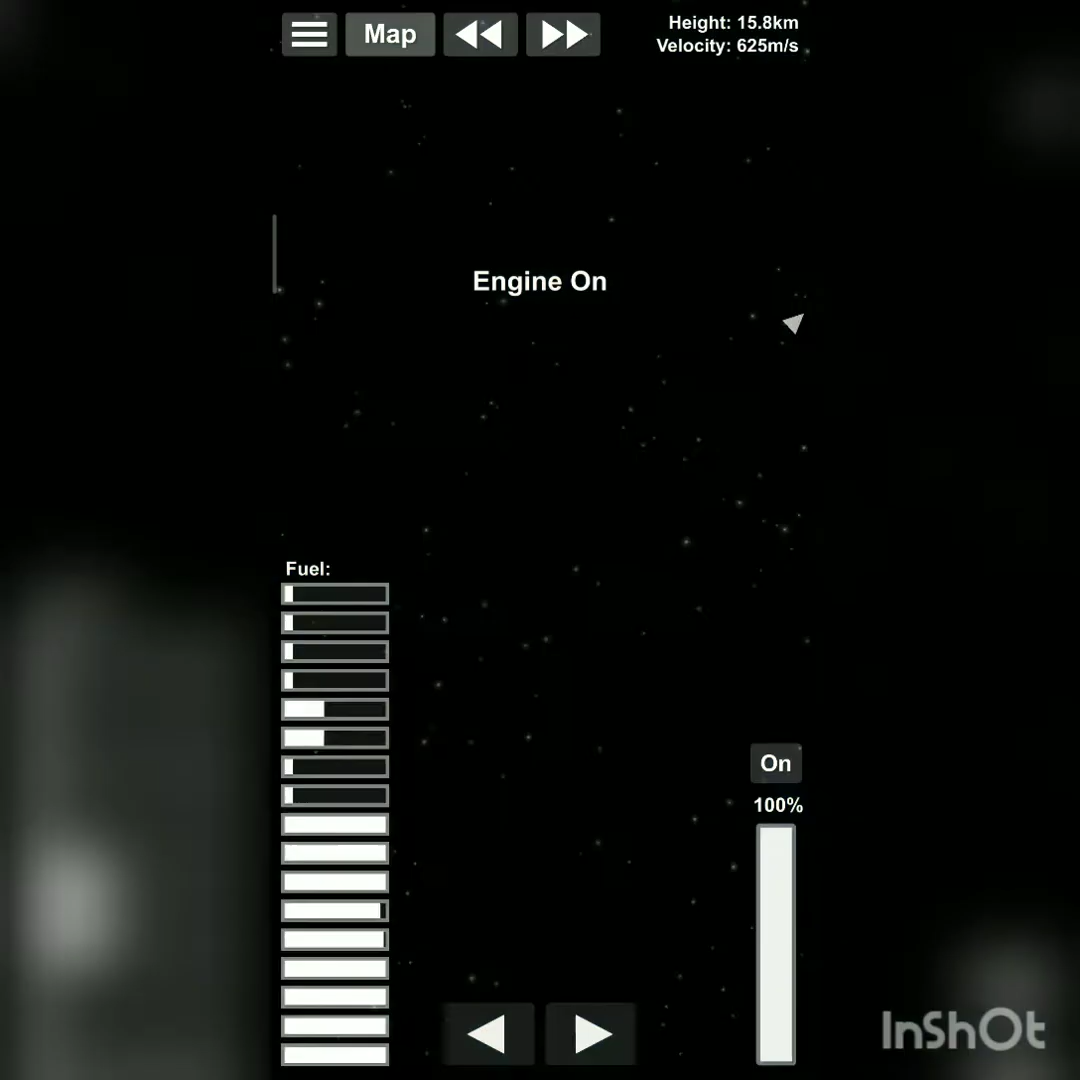 Map
Height: 15.8km
Velocity: 625m/s
Engine On
Fuel:
On
100%
InShOt